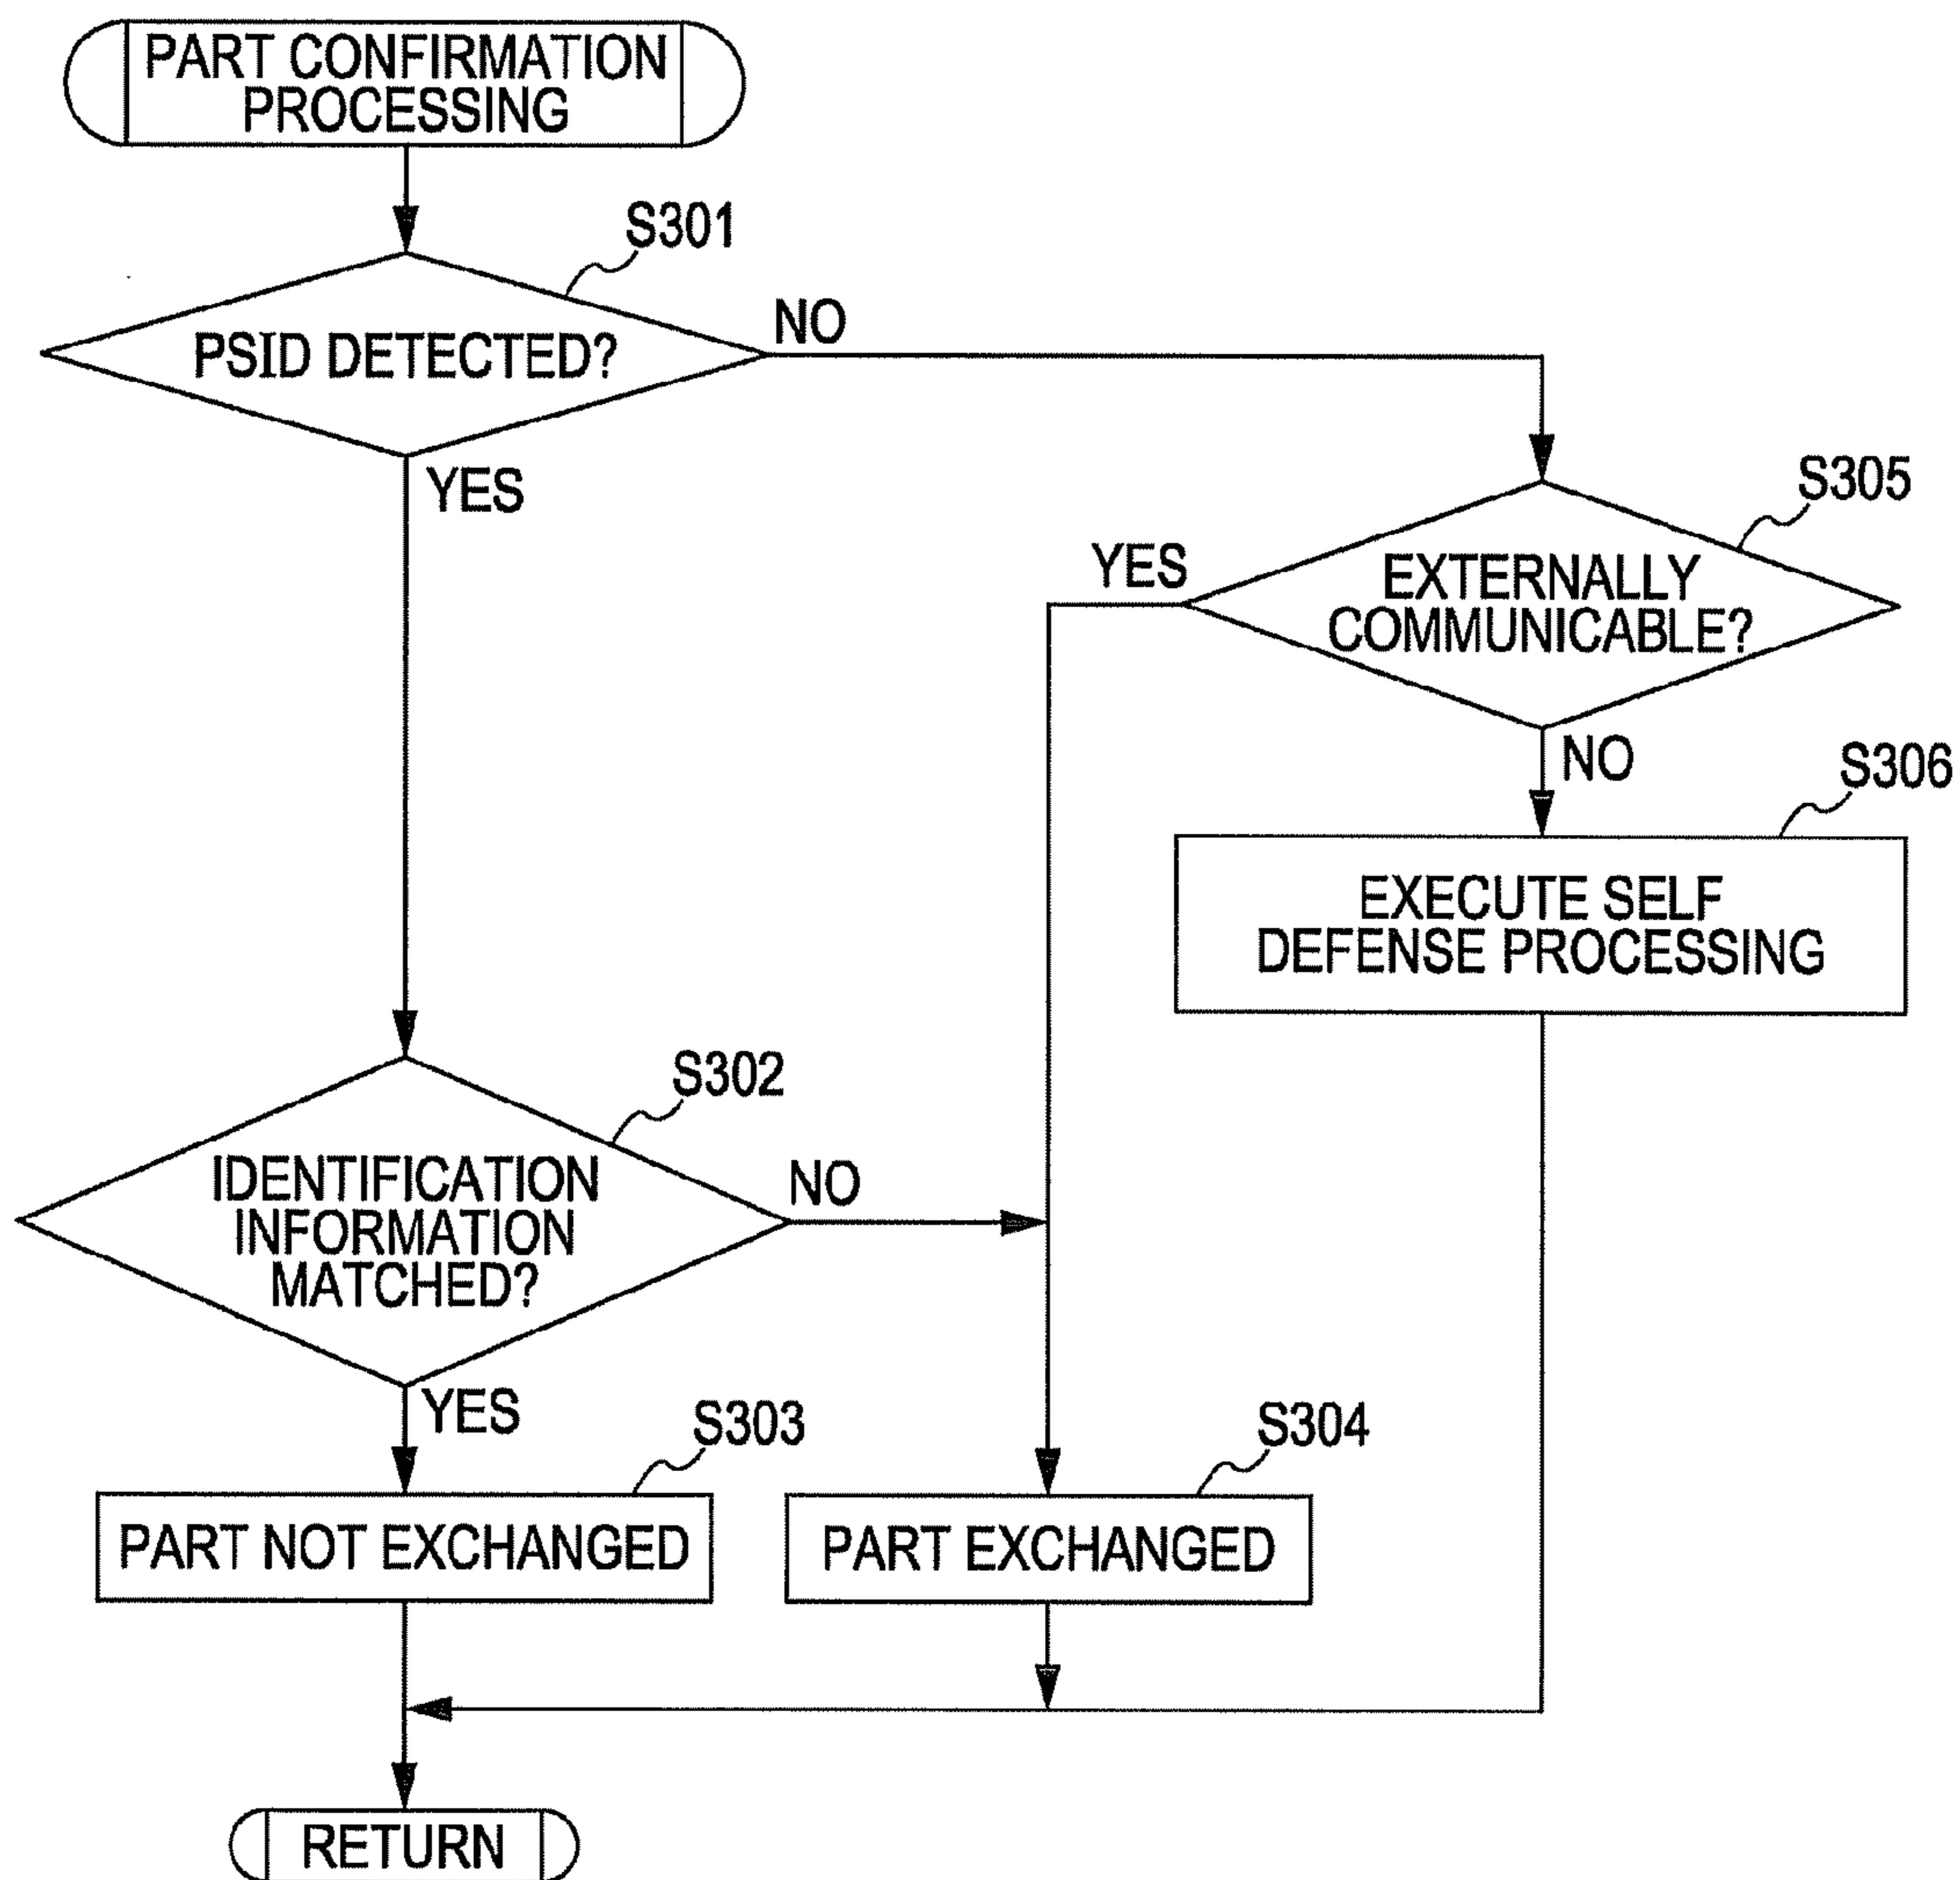 PART CONFIRMATION
PROCESSING
S301
PSID DETECTED?
NO
YES
S305
EXTERNALLY
COMMUNICABLE?
YES
NO
S306
EXECUTE SELF
DEFENSE PROCESSING
S302
IDENTIFICATION
INFORMATION
MATCHED?
NO
YES
S303
PART NOT EXCHANGED
S304
PART EXCHANGED
RETURN